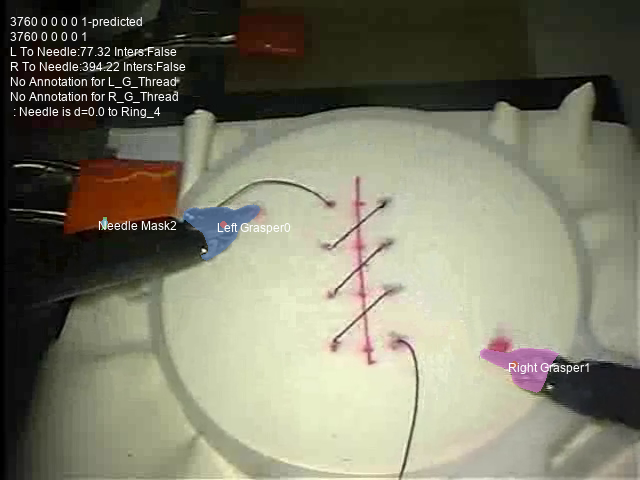 3760 0 0 0 0 1-predicted
3760 0 0 0 0 1
L To Needle:77.32 Inters:False
R To Needle:394.22 Inters:False
No Annotation for L_G_Thread
No Annotation for R_G_Thread
: Needle is d=0.0 to Ring_4
Needle Mask2
Left Grasper0
Right Grasper1